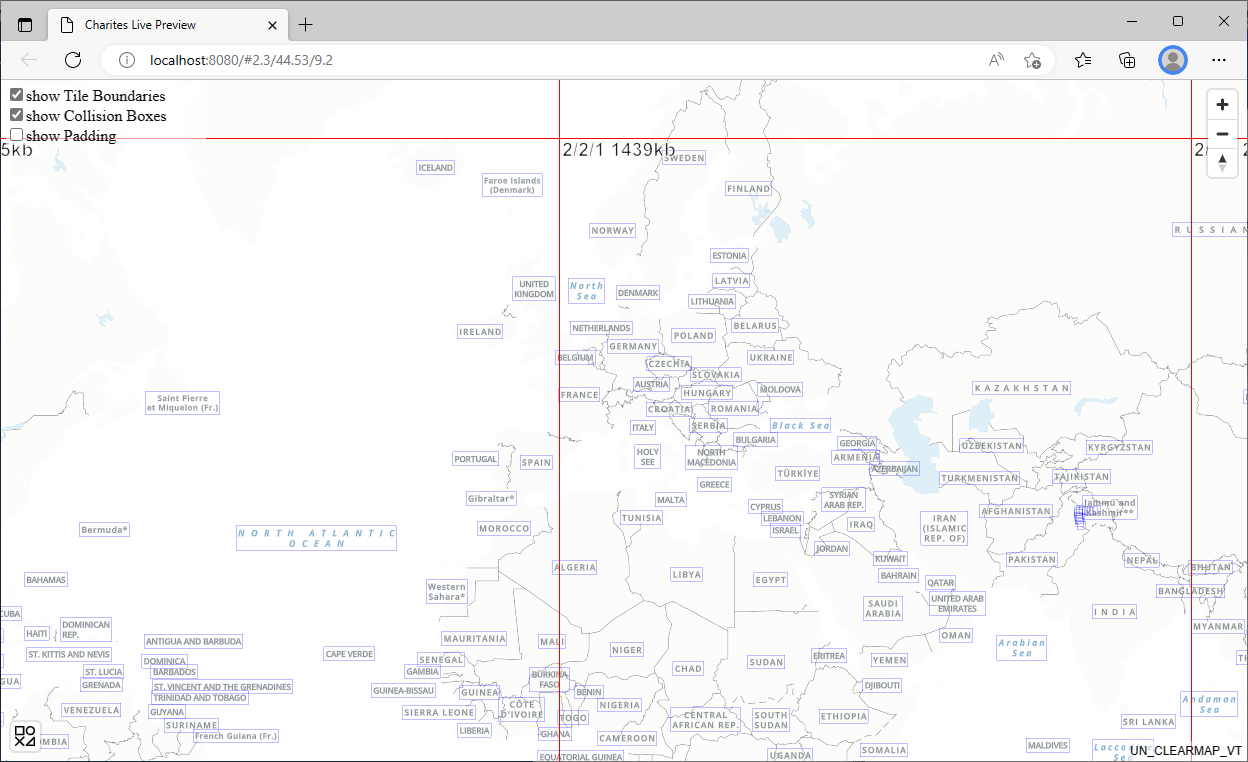 Charites Live Preview
localhost:8080/#2.3/44.53/9.2
show Tile Boundaries
show Collision Boxes
show Padding
5kb
2/2/1 1439kb
2/
SWEDEN
ICELAND
Faroe Islands
(Denmark)
FINLAND
NORWAY
RUSSIAN
ESTONIA
LATVIA
UNITED
KINGDOM
North
Sea
DENMARK
LITHUANIA
IRELAND
NETHERLANDS
BELARUS
POLAND
GERMANY
BELGIUM
CZECHIA
UKRAINE
SLOVAKIA
AUSTRIA
KAZAKHSTAN
FRANCE
HUNGARY
MOLDOVA
Saint Pierre
et Miquelon (Fr.)
CROATIA
ROMANIA
ITALY
SERBIA
Black Sea
BULGARIA
GEORGIA
UZBEKISTAN
KYRGYZSTAN
HOLY
SEE
NORTH
MACEDONIA
ARMENIA
PORTUGAL
SPAIN
AZERBAIJAN
TÜRKİYE
TURKMENISTAN
TAJIKISTAN
GREECE
Gibraltar*
MALTA
SYRIAN
ARAB REP.
CYPRUS
Jammu and
Kashmir**
AFGHANISTAN
TUNISIA
LEBANON
Bermuda*
MOROCCO
ISRAEL
IRAQ
IRAN
(ISLAMIC
REP. OF)
NORTH ATLANTIC
OCEAN
JORDAN
KUWAIT
PAKISTAN
NEPAL
ALGERIA
BHUTAN
LIBYA
EGYPT
BAHRAIN
BAHAMAS
QATAR
Western
Sahara*
UNITED ARAB
EMIRATES
BANGLADESH
SAUDI
ARABIA
INDIA
CUBA
DOMINICAN
REP.
MYANMAR
HAITI
OMAN
ANTIGUA AND BARBUDA
MAURITANIA
MALI
NIGER
Arabian
Sea
ST. KITTS AND NEVIS
CAPE VERDE
ERITREA
DOMINICA
SENEGAL
SUDAN
YEMEN
ST. LUCIA
BARBADOS
GAMBIA
CHAD
BURKINA
FASO
GUA
GRENADA
ST. VINCENT AND THE GRENADINES
GUINEA-BISSAU
GUINEA
BENIN
DJIBOUTI
TRINIDAD AND TOBAGO
NIGERIA
Andaman
Sea
VENEZUELA
GUYANA
SIERRA LEONE
CÔTE
D'IVOIRE
TOGO
CENTRAL
AFRICAN REP.
SOUTH
SUDAN
ETHIOPIA
SURINAME
SRI LANKA
French Guiana (Fr.)
LIBERIA
GHANA
CAMEROON
MBIA
MALDIVES
SOMALIA
EQUATORIAL GUINEA
UGANDA
UN_CLEARMAP_VT